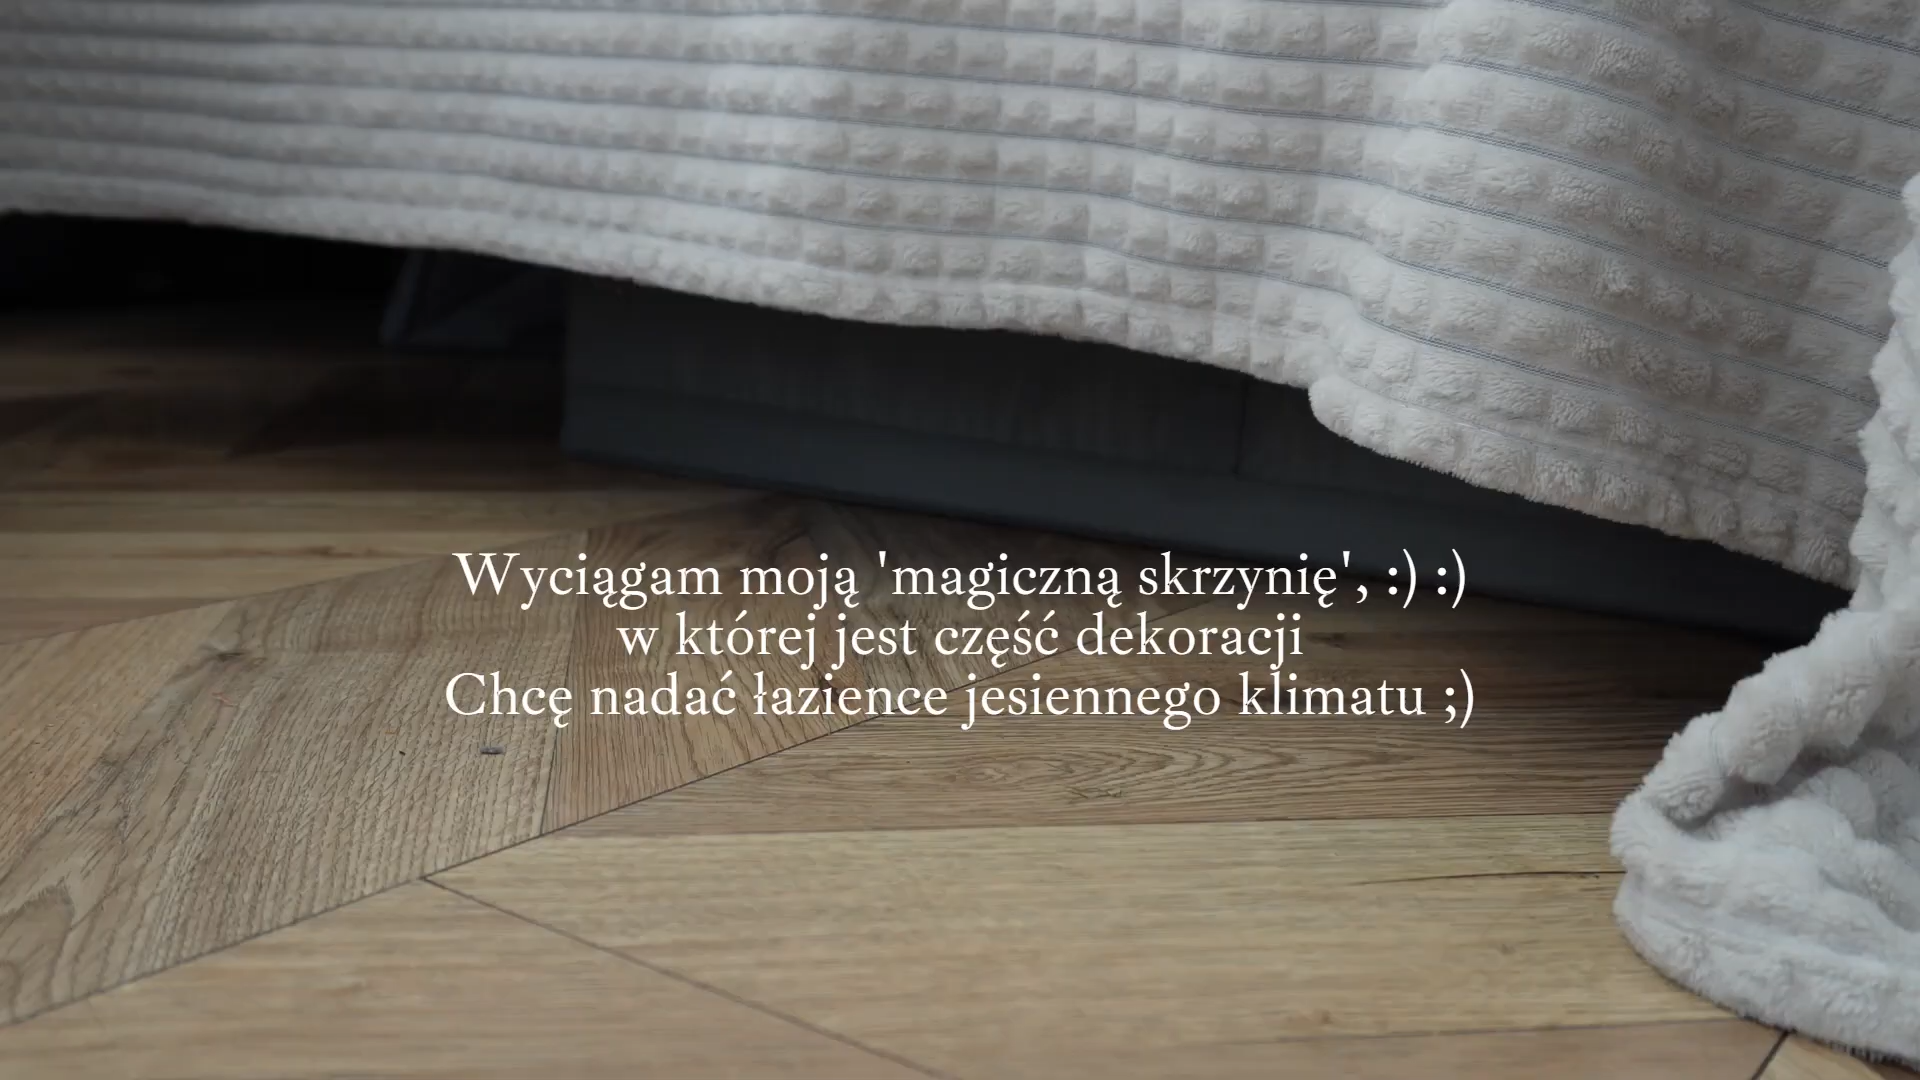 Wyciągam moją 'magiczną skrzynię', :) :)
w której jest część dekoracji
Chcę nadać łazience jesiennego klimatu ;)